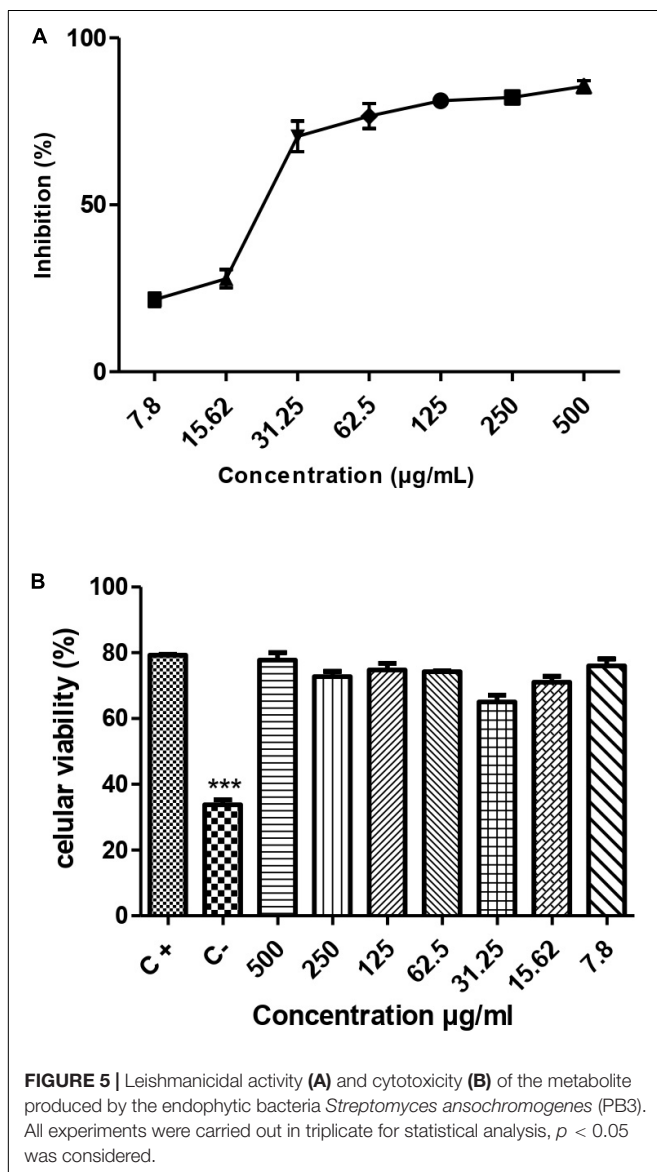 A
100
50
0
Inhibition (%)
7.8
15.62
31.25
62.5
125
250
500
Concentration (µg/mL)
B
100
80
60
40
20
0
celular viability (%)
***
C +
C-
500
250
125
62.5
31.25
15.62
7.8
Concentration µg/ml
FIGURE 5 | Leishmanicidal activity (A) and cytotoxicity (B) of the metabolite
produced by the endophytic bacteria Streptomyces ansochromogenes (PB3).
All experiments were carried out in triplicate for statistical analysis, p < 0.05
was considered.